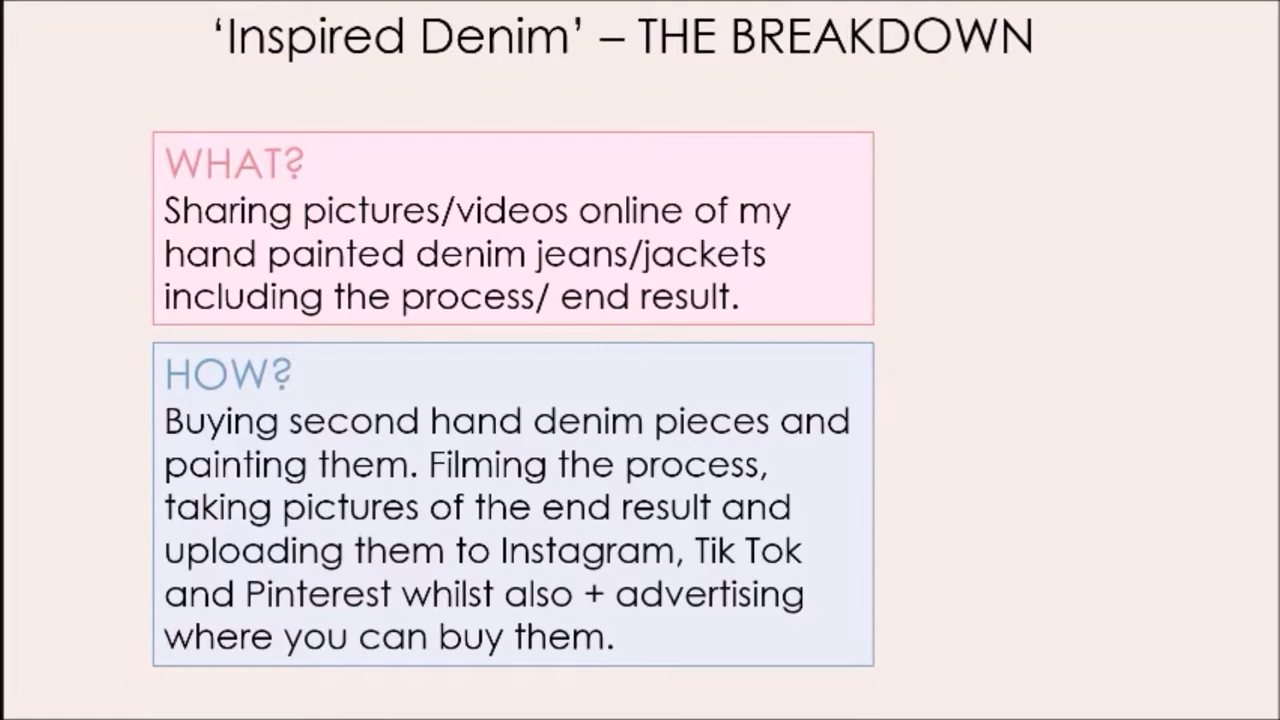 ‘Inspired Denim’ – THE BREAKDOWN
WHAT?
Sharing pictures/videos online of my
hand painted denim jeans/jackets
including the process/ end result.
HOW?
Buying second hand denim pieces and
painting them. Filming the process,
taking pictures of the end result and
uploading them to Instagram, Tik Tok
and Pinterest whilst also + advertising
where you can buy them.